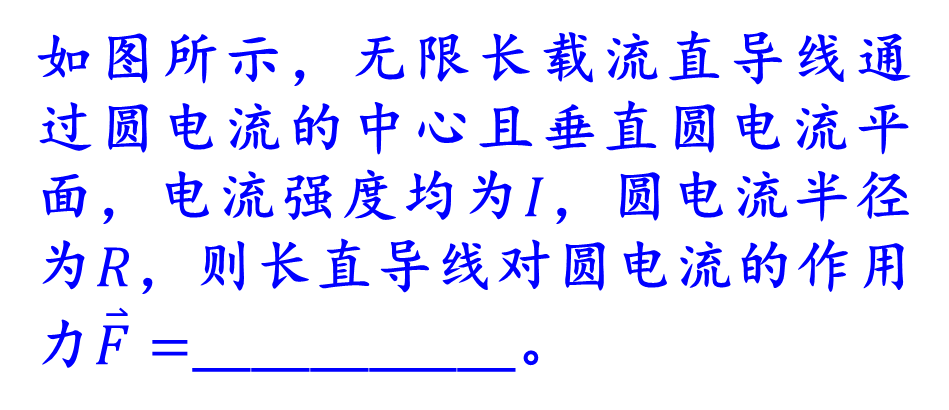 如图所示，无限长载流直导线通
过圆电流的中心且垂直圆电流平
面，电流强度均为I，圆电流半径
为R，则长直导线对圆电流的作用
力\vec{F} =____________。